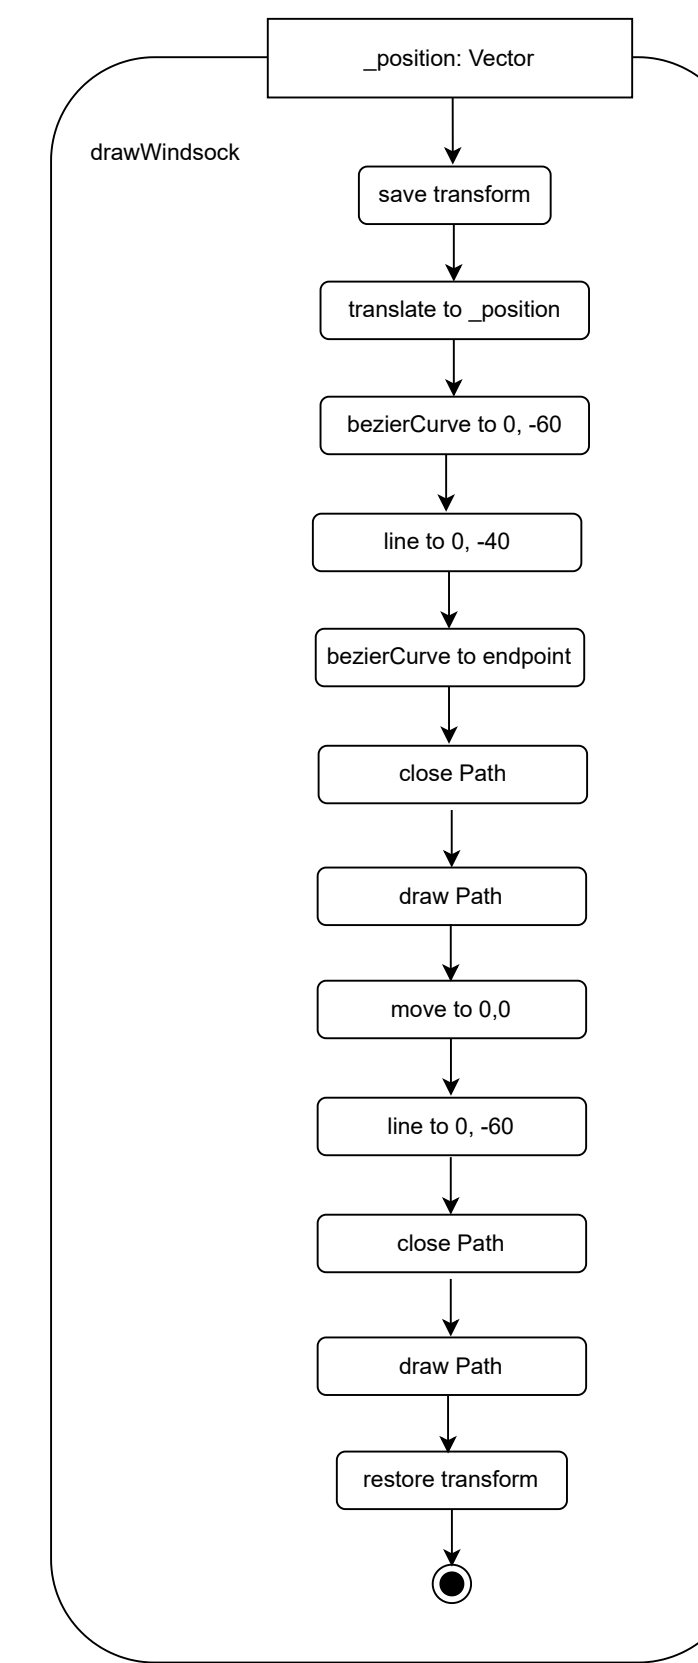 _position: Vector
drawWindsock
save transform
translate to _position
bezierCurve to 0, -60
line to 0, -40
bezierCurve to endpoint
close Path
draw Path
move to 0,0
line to 0, -60
close Path
draw Path
restore transform